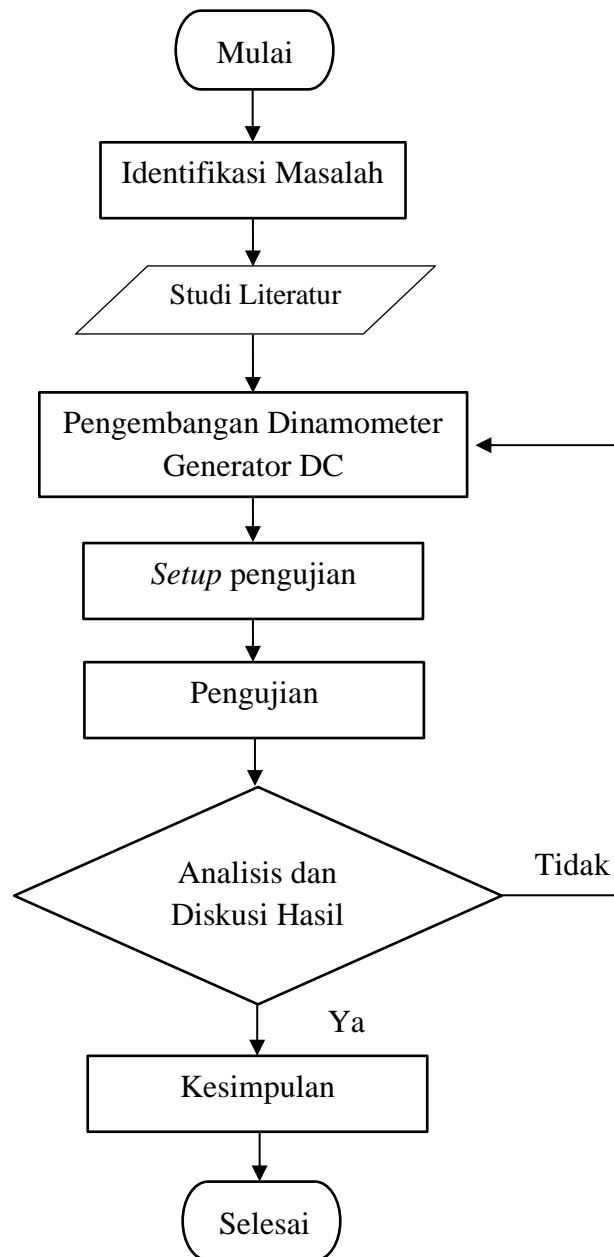 Mulai
Identifikasi Masalah
Studi Literatur
Pengembangan Dinamometer
Generator DC
Setup pengujian
Pengujian
Analisis dan
Diskusi Hasil
Tidak
Ya
Kesimpulan
Selesai